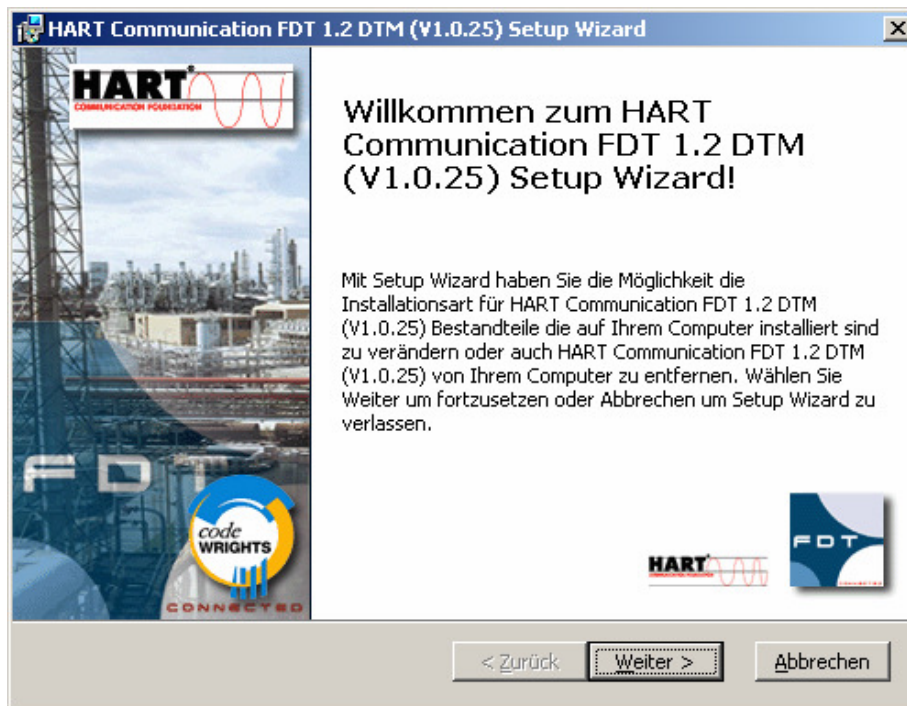 HART Communication FDT 1.2 DTM (V1.0.25) Setup Wizard
HART
COMMUNICATION FOUNDATION
Willkommen zum HART
Communication FDT 1.2 DTM
(V1.0.25) Setup Wizard!
Mit Setup Wizard haben Sie die Möglichkeit die
Installationsart für HART Communication FDT 1.2 DTM
(V1.0.25) Bestandteile die auf Ihrem Computer installiert sind
zu verändern oder auch HART Communication FDT 1.2 DTM
(V1.0.25) von Ihrem Computer zu entfernen. Wählen Sie
Weiter um fortzusetzen oder Abbrechen um Setup Wizard zu
verlassen.
FDT
code
WRIGHTS
CONNECTED
HART
FDT
< Zurück
Weiter >
Abbrechen